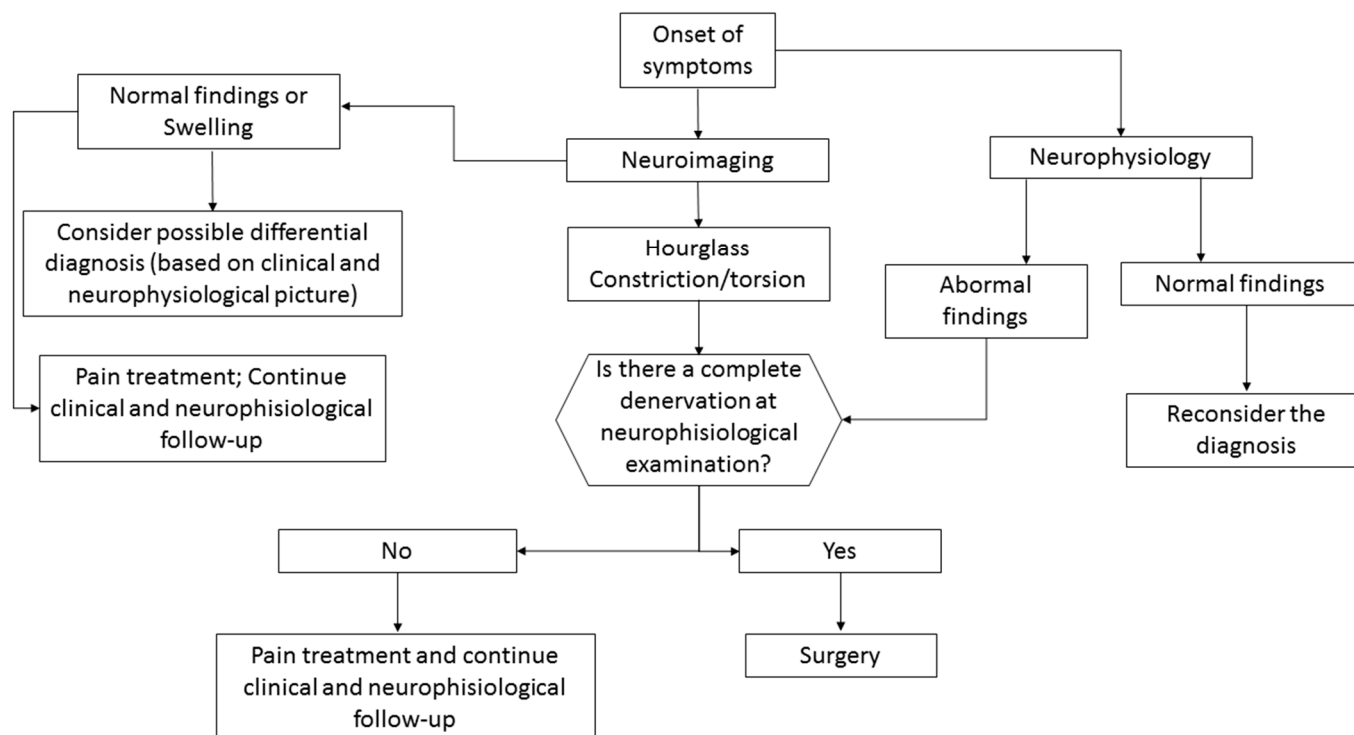 Onset of
symptoms
Normal findings or
Swelling
Neuroimaging
Neurophysiology
Consider possible differential
diagnosis (based on clinical and
neurophysiological picture)
Hourglass
Constriction/torsion
Abormal
findings
Normal findings
Pain treatment; Continue
clinical and neurophisiological
follow-up
Is there a complete
denervation at
neurophisiological
examination?
Reconsider the
diagnosis
No
Yes
Pain treatment and continue
clinical and neurophisiological
follow-up
Surgery